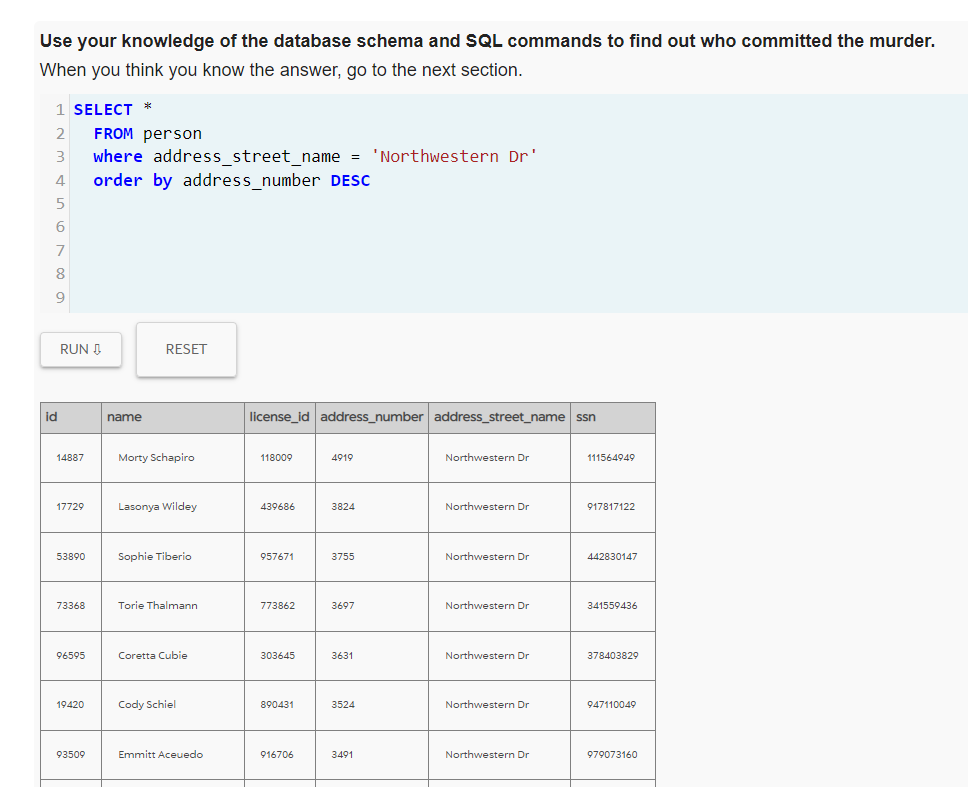 Use your knowledge of the database schema and SQL commands to find out who committed the murder.
When you think you know the answer, go to the next section.
1 SELECT *
2 FROM person
3 where address_street_name = 'Northwestern Dr'
4 order by address_number DESC
5
6
7
8
9
RUN ⇩ RESET
id name license_id address_number address_street_name ssn
14887 Morty Schapiro 118009 4919 Northwestern Dr 111564949
17729 Lasonya Wildey 439686 3824 Northwestern Dr 917817122
53890 Sophie Tiberio 957671 3755 Northwestern Dr 442830147
73368 Torie Thalmann 773862 3697 Northwestern Dr 341559436
96595 Coretta Cubie 303645 3631 Northwestern Dr 378403829
19420 Cody Schiel 890431 3524 Northwestern Dr 947110049
93509 Emmitt Aceuedo 916706 3491 Northwestern Dr 979073160